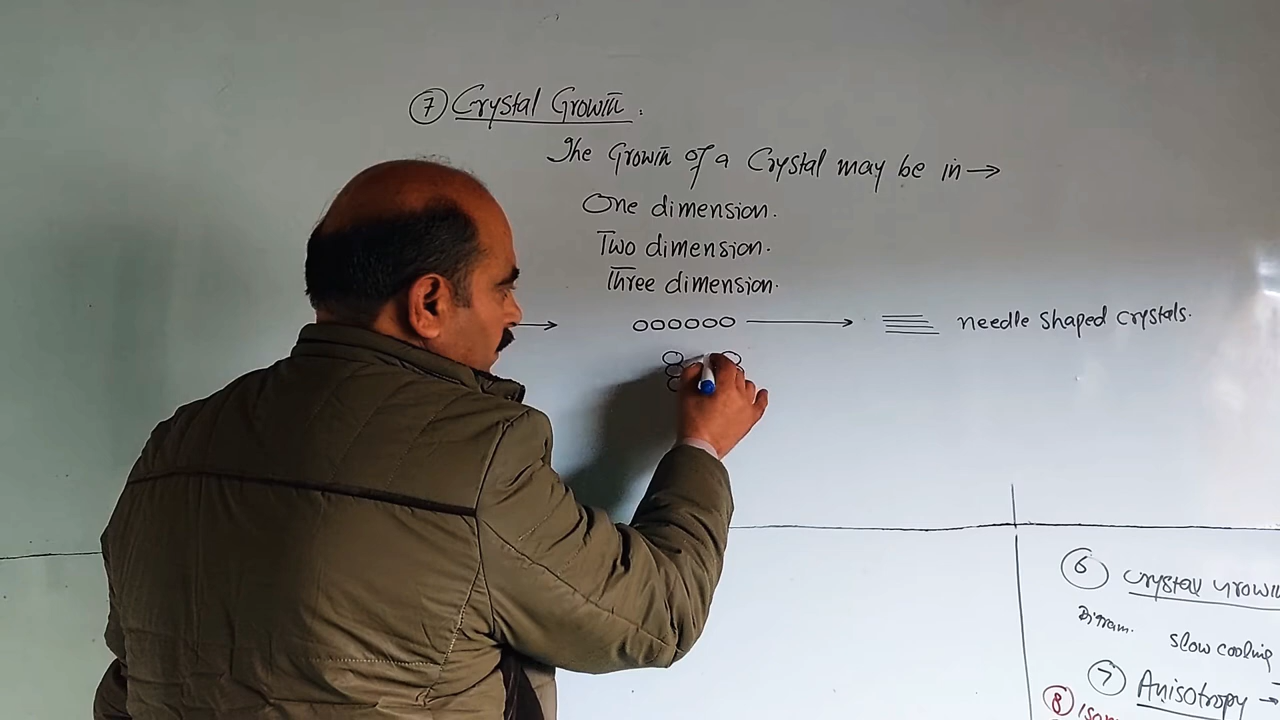 7 Crystal Growth.
The Growth of a Crystal may be in →
One dimension.
Two dimension.
Three dimension.
→ → needle shaped crystals.
6 Crystal Growth
Digram.
Slow cooling
7 Anisotropy →
8